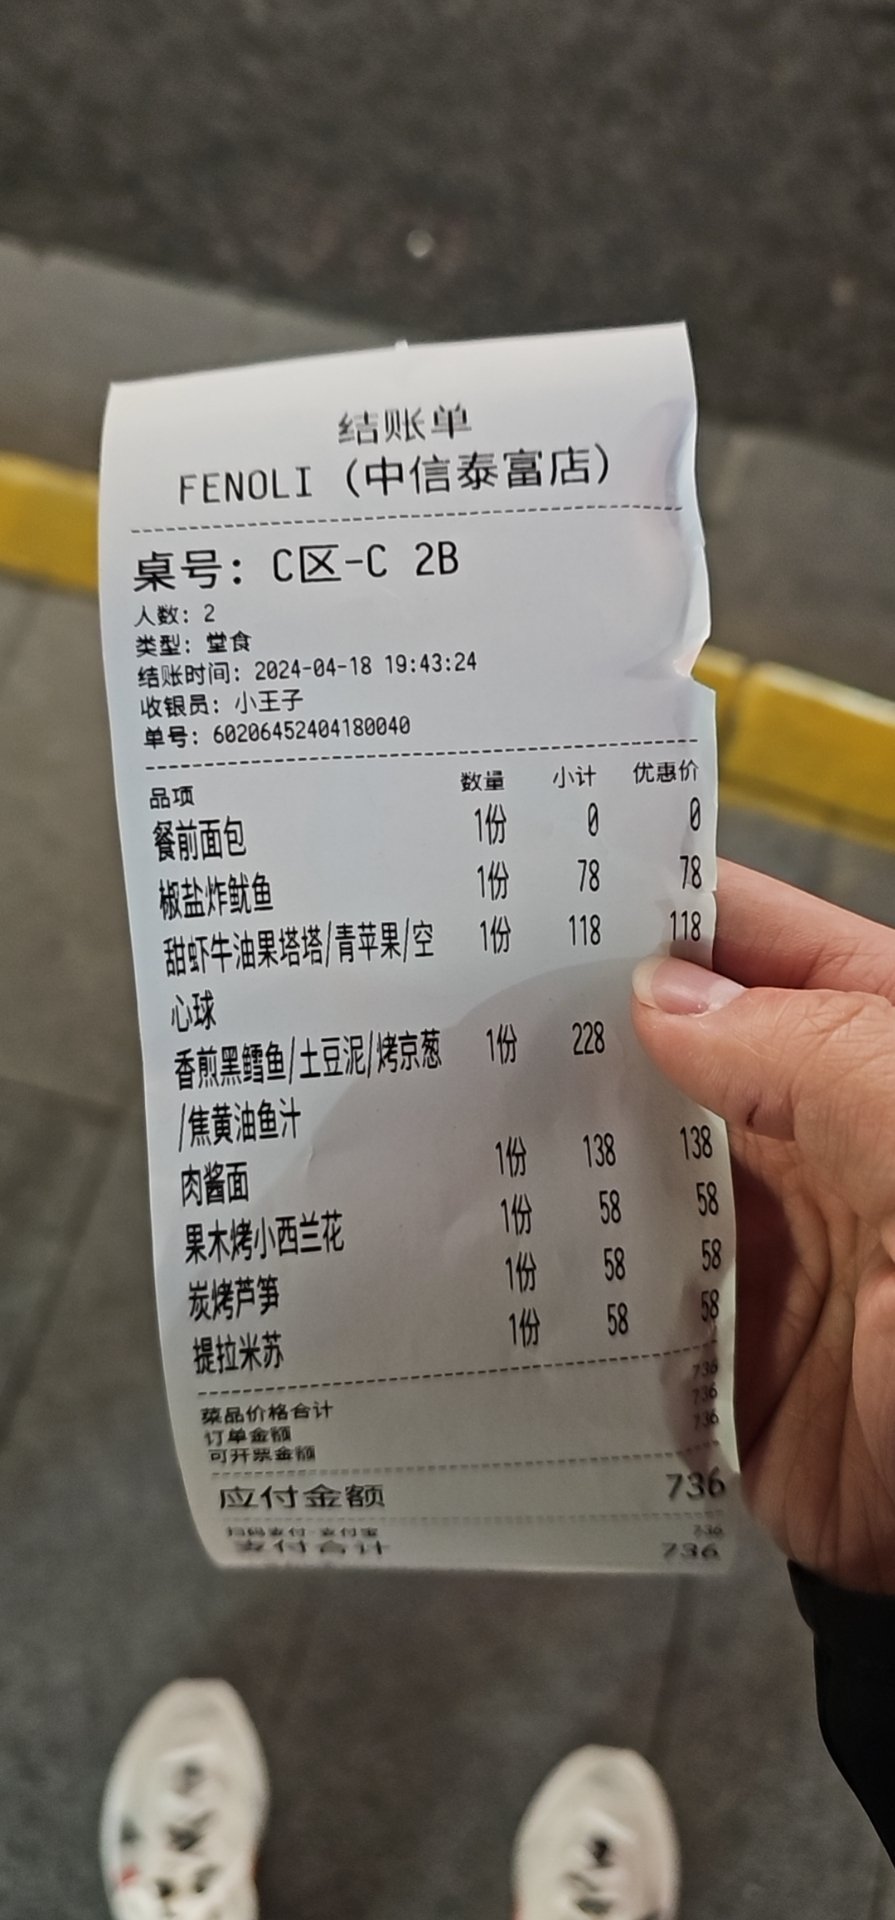 结账单
FENOLI (中信泰富店)
桌号: C区-C 2B
人数: 2
类型: 堂食
结账时间: 2024-04-18 19:43:24
收银员: 小王子
单号: 60206452404180040
品项 数量 小计 优惠价
餐前面包 1份 0 0
椒盐炸鱿鱼 1份 78 78
甜虾牛油果塔塔/青苹果/空 1份 118 118
心球
香煎黑鳕鱼/土豆泥/烤京葱 1份 228
/焦黄油鱼汁
肉酱面 1份 138 138
果木烤小西兰花 1份 58 58
炭烤芦笋 1份 58 58
提拉米苏 1份 58 58
菜品价格合计 736
订单金额 736
可开票金额 736
应付金额 736
扫码支付-支付宝 736
支付合计 736